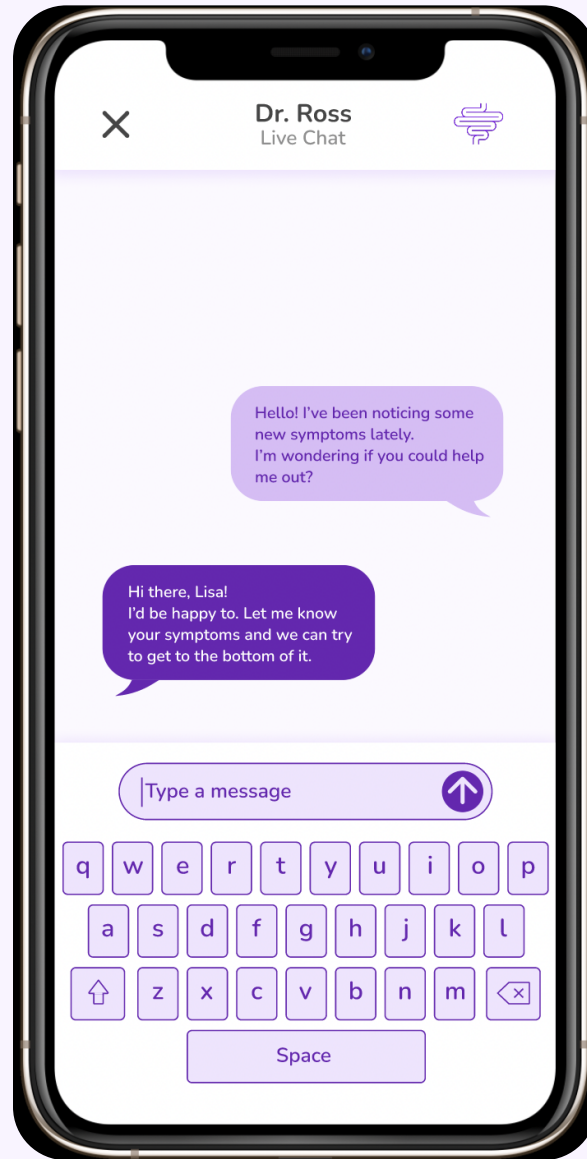 Dr. Ross
Live Chat
Hello! I've been noticing some
new symptoms lately.
I'm wondering if you could help
me out?
Hi there, Lisa!
I'd be happy to. Let me know
your symptoms and we can try
to get to the bottom of it.
Type a message
q w e r t y u i o p
a s d f g h j k l
z x c v b n m
Space